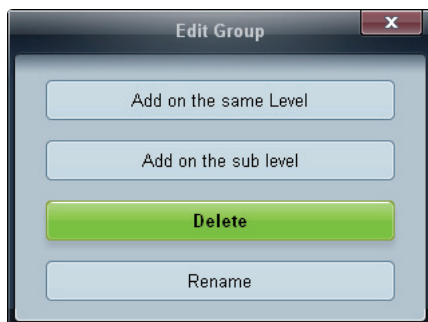 Edit Group
x
Add on the same Level
Add on the sub level
Delete
Rename